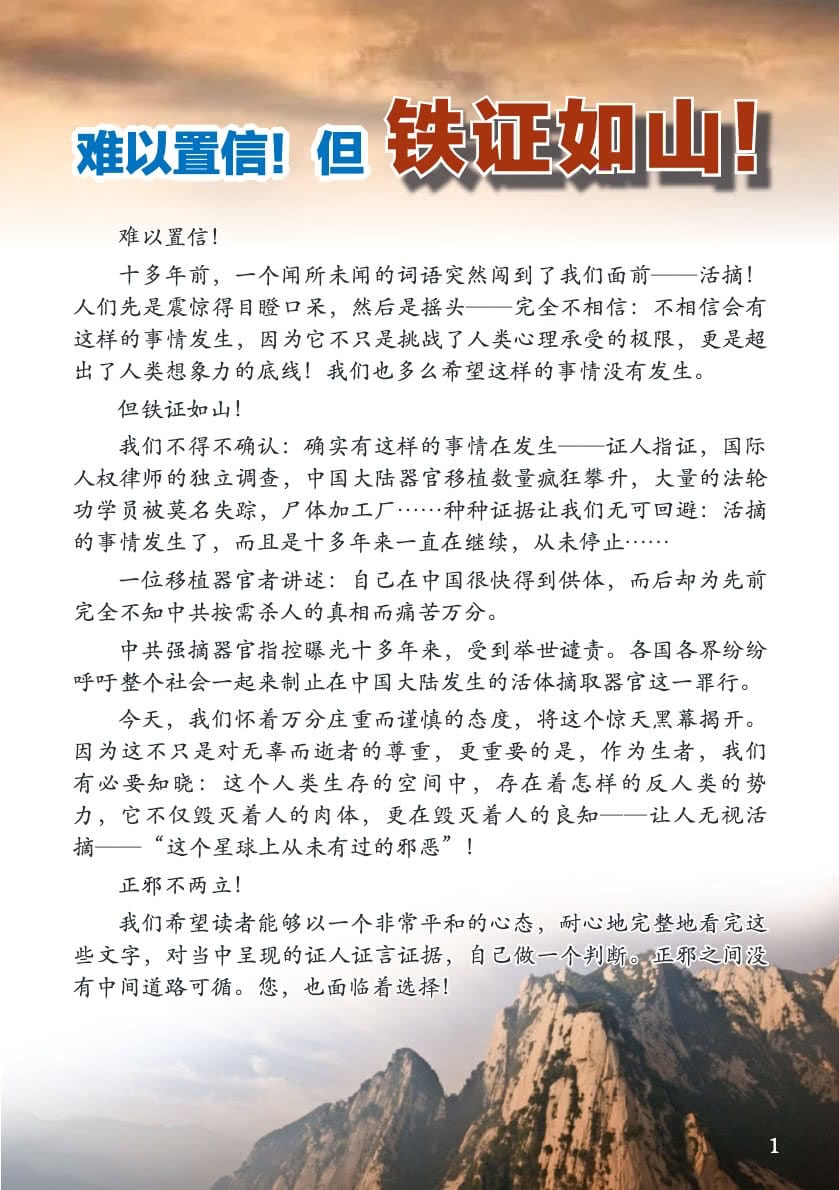 难以置信！但 铁证如山！
难以置信！
十多年前，一个闻所未闻的词语突然闯到了我们面前——活摘！
人们先是震惊得目瞪口呆，然后是摇头——完全不相信：不相信会有
这样的事情发生，因为它不只是挑战了人类心理承受的极限，更是超
出了人类想象力的底线！我们也多么希望这样的事情没有发生。
但铁证如山！
我们不得不确认：确实有这样的事情在发生——证人指证，国际
人权律师的独立调查，中国大陆器官移植数量疯狂攀升，大量的法轮
功学员被莫名失踪，尸体加工厂……种种证据让我们无可回避：活摘
的事情发生了，而且是十多年来一直在继续，从未停止……
一位移植器官者讲述：自己在中国很快得到供体，而后却为先前
完全不知中共按需杀人的真相而痛苦万分。
中共强摘器官指控曝光十多年来，受到举世谴责。各国各界纷纷
呼吁整个社会一起来制止在中国大陆发生的活体摘取器官这一罪行。
今天，我们怀着万分庄重而谨慎的态度，将这个惊天黑幕揭开。
因为这不只是对无辜而逝者的尊重，更重要的是，作为生者，我们
有必要知晓：这个人类生存的空间中，存在着怎样的反人类的势
力，它不仅毁灭着人的肉体，更在毁灭着人的良知——让人无视活
摘——“这个星球上从未有过的邪恶”！
正邪不两立！
我们希望读者能够以一个非常平和的心态，耐心地完整地看完这
些文字，对当中呈现的证人证言证据，自己做一个判断。正邪之间没
有中间道路可循。您，也面临着选择！
1